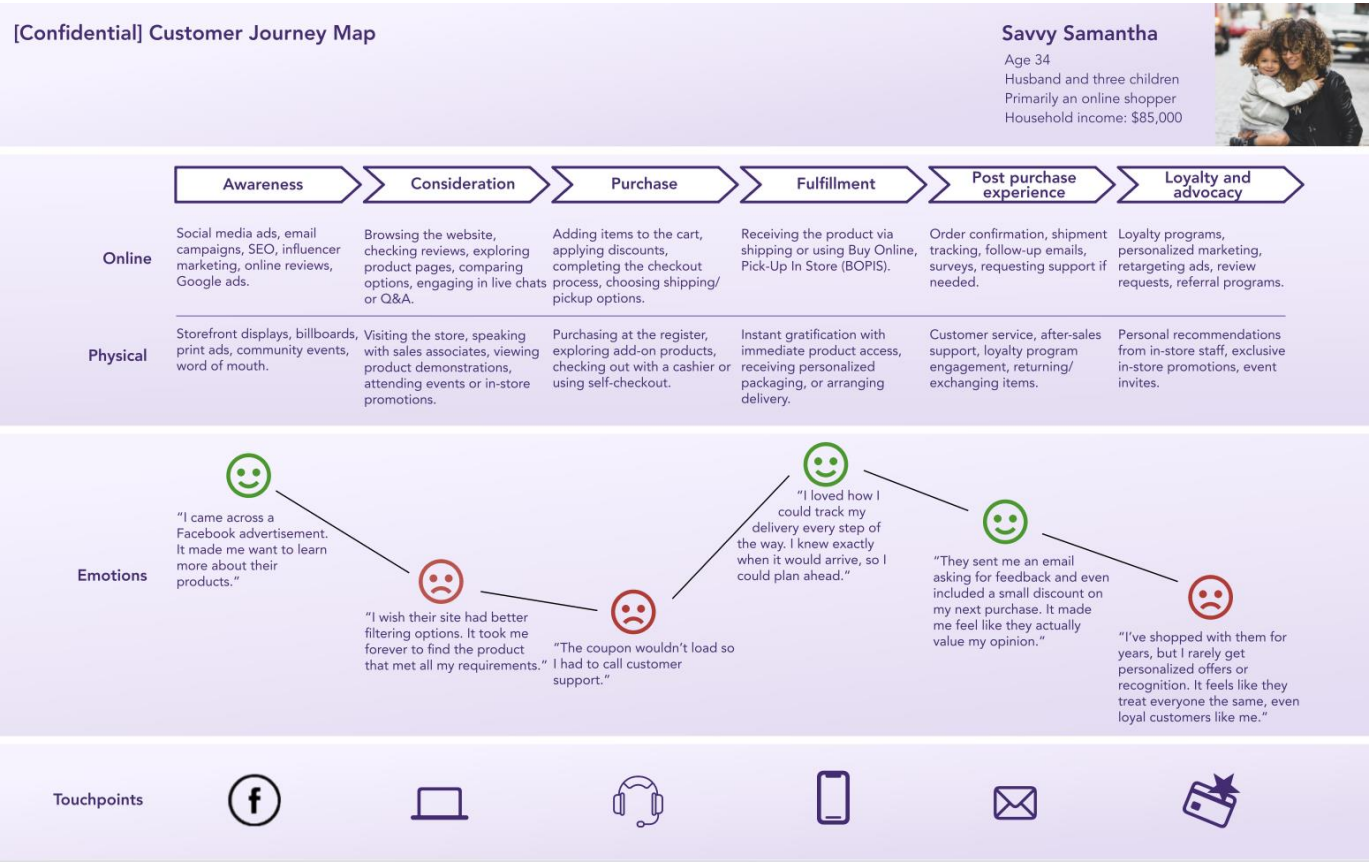 [Confidential] Customer Journey Map
Savvy Samantha
Age 34
Husband and three children
Primarily an online shopper
Household income: $85,000
Awareness
Consideration
Purchase
Fulfillment
Post purchase
experience
Loyalty and
advocacy
Online
Social media ads, email
campaigns, SEO, influencer
marketing, online reviews,
Google ads.
Browsing the website,
checking reviews, exploring
product pages, comparing
options, engaging in live chats
or Q&A.
Adding items to the cart,
applying discounts,
completing the checkout
process, choosing shipping/
pickup options.
Receiving the product via
shipping or using Buy Online,
Pick-Up In Store (BOPIS).
Order confirmation, shipment
tracking, follow-up emails,
surveys, requesting support if
needed.
Loyalty programs,
personalized marketing,
retargeting ads, review
requests, referral programs.
Physical
Storefront displays, billboards,
print ads, community events,
word of mouth.
Visiting the store, speaking
with sales associates, viewing
product demonstrations,
attending events or in-store
promotions.
Purchasing at the register,
exploring add-on products,
checking out with a cashier or
using self-checkout.
Instant gratification with
immediate product access,
receiving personalized
packaging, or arranging
delivery.
Customer service, after-sales
support, loyalty program
engagement, returning/
exchanging items.
Personal recommendations
from in-store staff, exclusive
in-store promotions, event
invites.
Emotions
“I came across a
Facebook advertisement.
It made me want to learn
more about their
products.”
“I wish their site had better
filtering options. It took me
forever to find the product
that met all my requirements.”
“The coupon wouldn’t load so
I had to call customer
support.”
“I loved how I
could track my
delivery every step of
the way. I knew exactly
when it would arrive, so I
could plan ahead.”
“They sent me an email
asking for feedback and even
included a small discount on
my next purchase. It made
me feel like they actually
value my opinion.”
“I’ve shopped with them for
years, but I rarely get
personalized offers or
recognition. It feels like they
treat everyone the same, even
loyal customers like me.”
Touchpoints
f